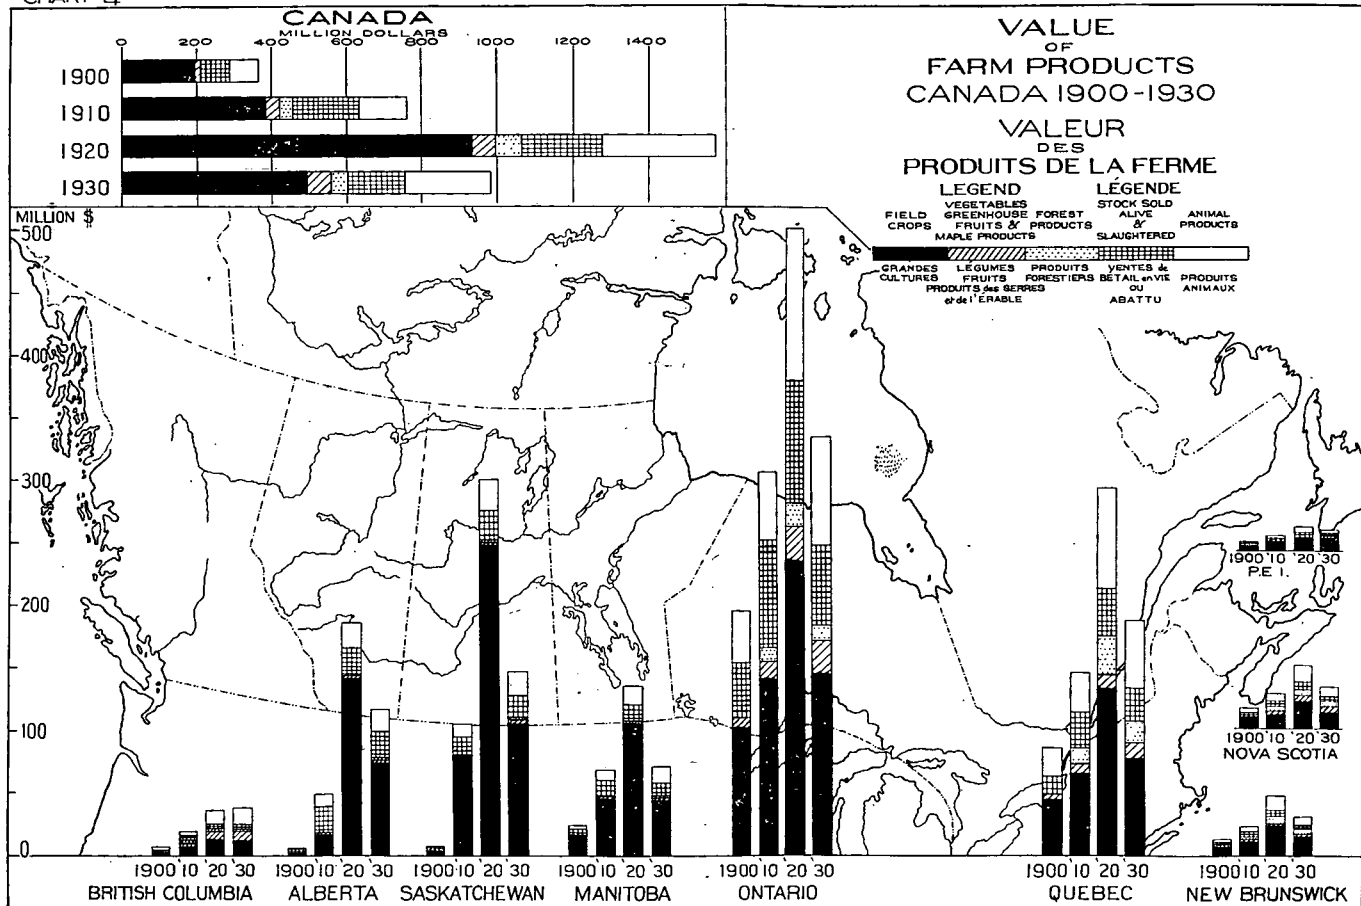 CHART 4
CANADA
MILLION DOLLARS
0 200 400 600 800 1000 1200 1400
1900
1910
1920
1930
VALUE
OF
FARM PRODUCTS
CANADA 1900-1930
VALEUR
DES
PRODUITS DE LA FERME
LEGEND LÉGENDE
VEGETABLES STOCK SOLD
FIELD GREENHOUSE FOREST ALIVE ANIMAL
CROPS FRUITS & PRODUCTS & PRODUCTS
MAPLE PRODUCTS SLAUGHTERED
GRANDES LÉGUMES PRODUITS VENTES de
CULTURES FRUITS FORESTIERS BÉTAIL en VIE PRODUITS
PRODUITS des SERRES OU ANIMAUX
et de l'ERABLE ABATTU
MILLION $
500
400
300
200
100
0
1900 '10 '20 '30
P.E I.
1900 '10 '20 '30
NOVA SCOTIA
1900 '10 '20 '30 1900 '10 '20 '30 1900 '10 '20 '30 1900 '10 '20 '30 1900 '10 '20 '30 1900 '10 '20 '30 1900 '10 '20 '30
BRITISH COLUMBIA ALBERTA SASKATCHEWAN MANITOBA ONTARIO QUEBEC NEW BRUNSWICK